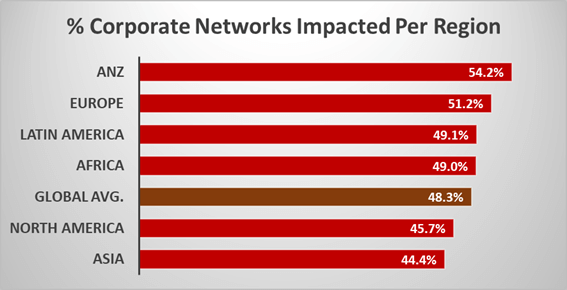 % Corporate Networks Impacted Per Region
ANZ 54.2%
EUROPE 51.2%
LATIN AMERICA 49.1%
AFRICA 49.0%
GLOBAL AVG. 48.3%
NORTH AMERICA 45.7%
ASIA 44.4%